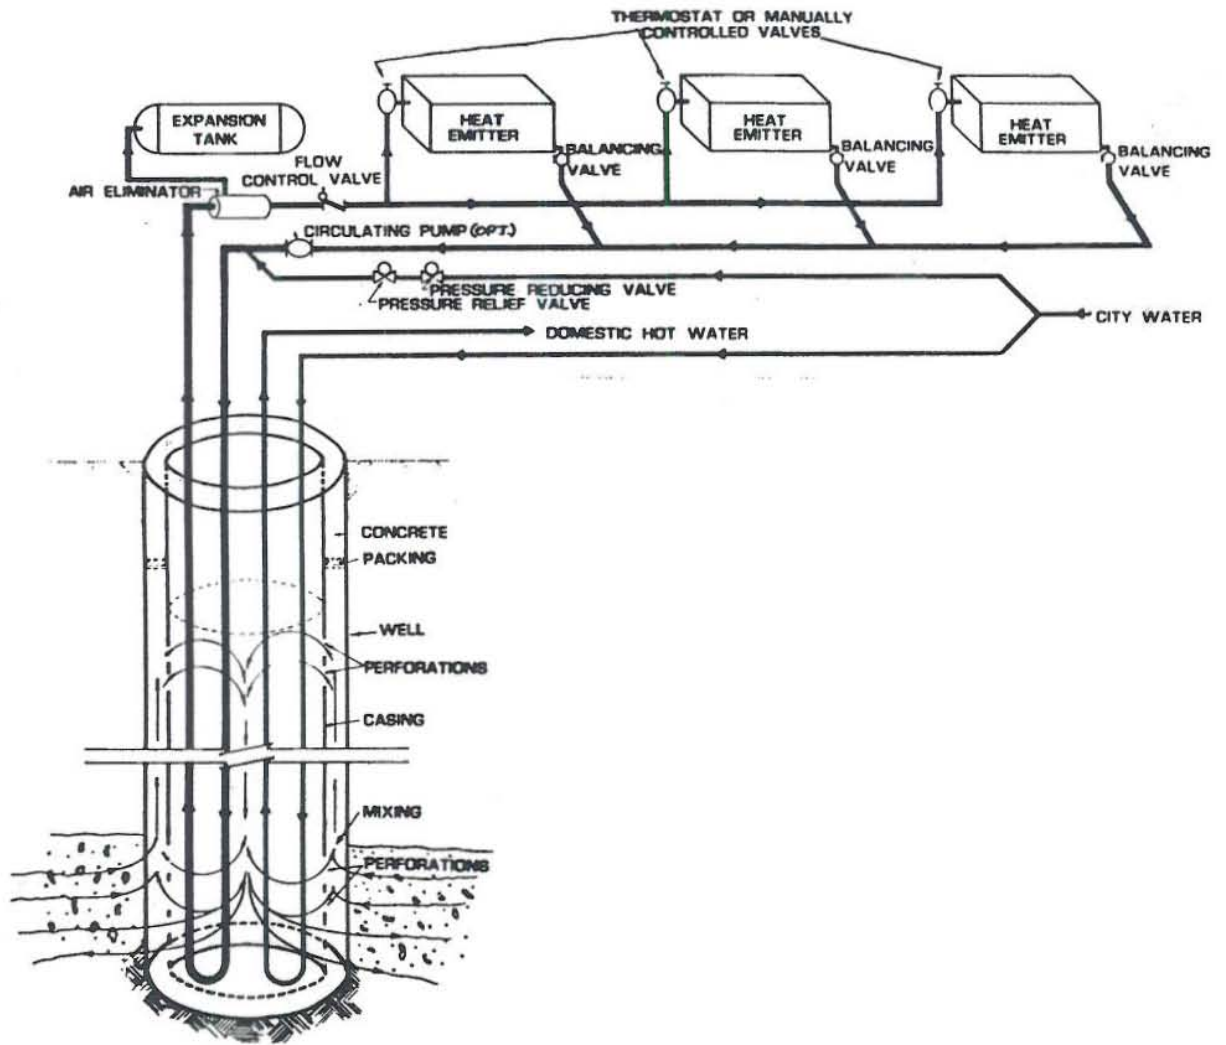 THERMOSTAT OR MANUALLY
CONTROLLED VALVES
EXPANSION
TANK
HEAT
EMITTER
HEAT
EMITTER
HEAT
EMITTER
BALANCING
VALVE
BALANCING
VALVE
BALANCING
VALVE
FLOW
CONTROL VALVE
AIR ELIMINATOR
CIRCULATING PUMP (OPT.)
PRESSURE REDUCING VALVE
PRESSURE RELIEF VALVE
CITY WATER
DOMESTIC HOT WATER
CONCRETE
PACKING
WELL
PERFORATIONS
CASING
MIXING
PERFORATIONS